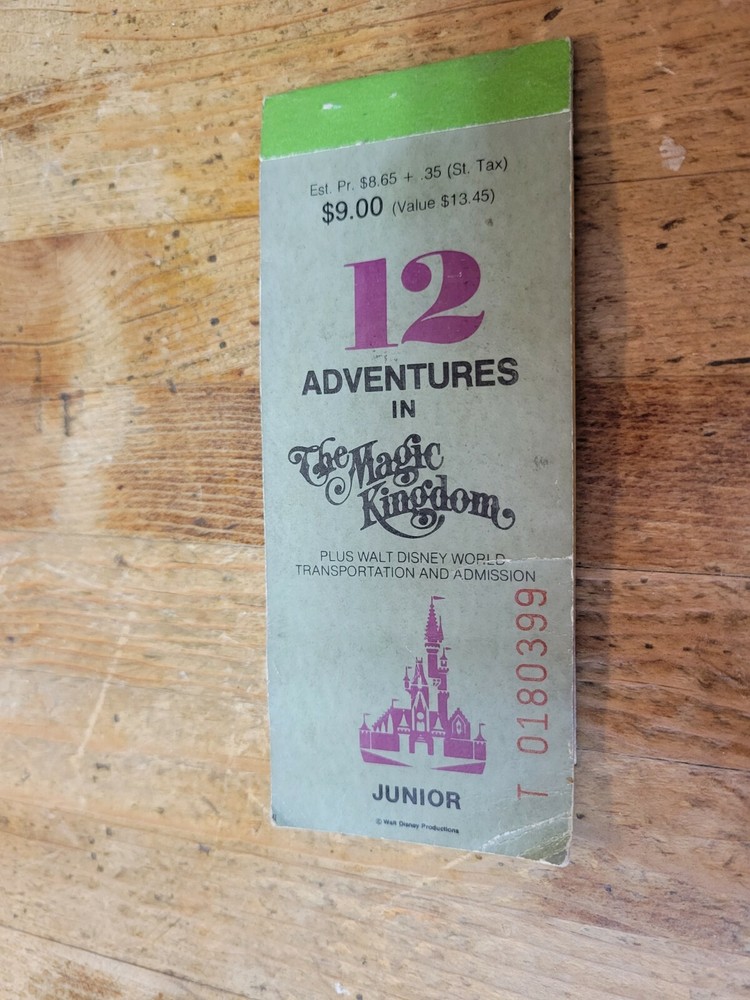 Est. Pr. $8.65 + .35 (St. Tax)
$9.00 (Value $13.45)
12
ADVENTURES
IN
The Magic
Kingdom
PLUS WALT DISNEY WORLD
TRANSPORTATION AND ADMISSION
T 0180399
JUNIOR
© Walt Disney Productions